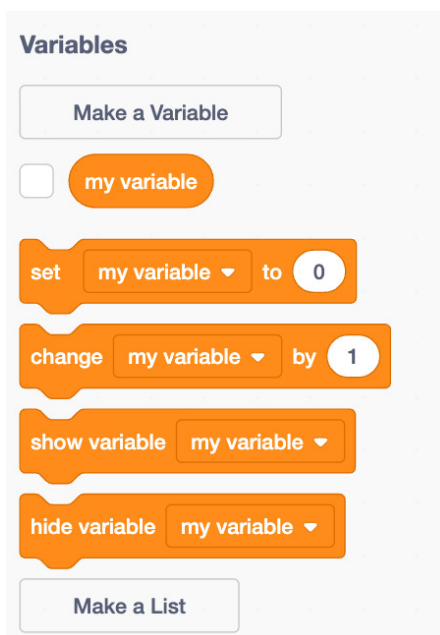 Variables
Make a Variable
my variable
set my variable to 0
change my variable by 1
show variable my variable
hide variable my variable
Make a List